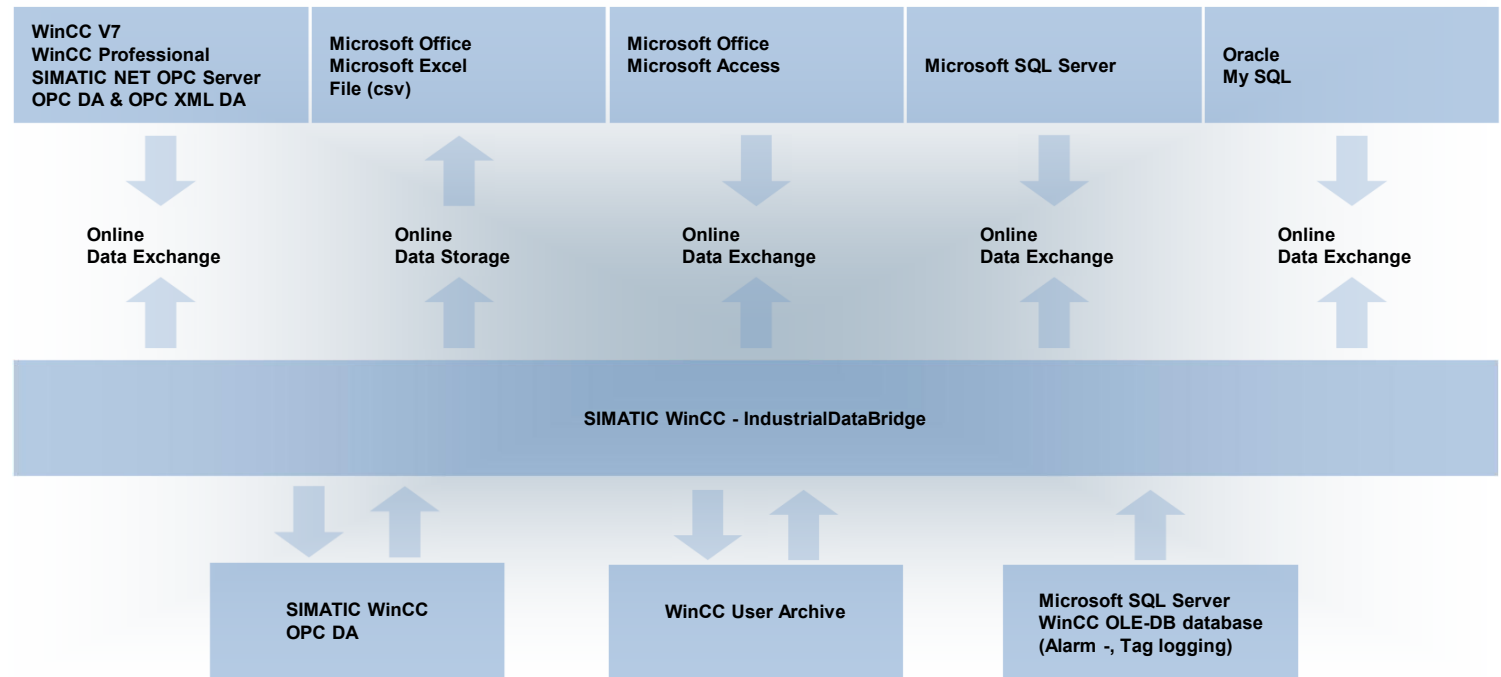 WinCC V7
WinCC Professional
SIMATIC NET OPC Server
OPC DA & OPC XML DA
Microsoft Office
Microsoft Excel
File (csv)
Microsoft Office
Microsoft Access
Microsoft SQL Server
Oracle
My SQL
Online
Data Exchange
Online
Data Storage
Online
Data Exchange
Online
Data Exchange
Online
Data Exchange
SIMATIC WinCC - IndustrialDataBridge
SIMATIC WinCC
OPC DA
WinCC User Archive
Microsoft SQL Server
WinCC OLE-DB database
(Alarm -, Tag logging)